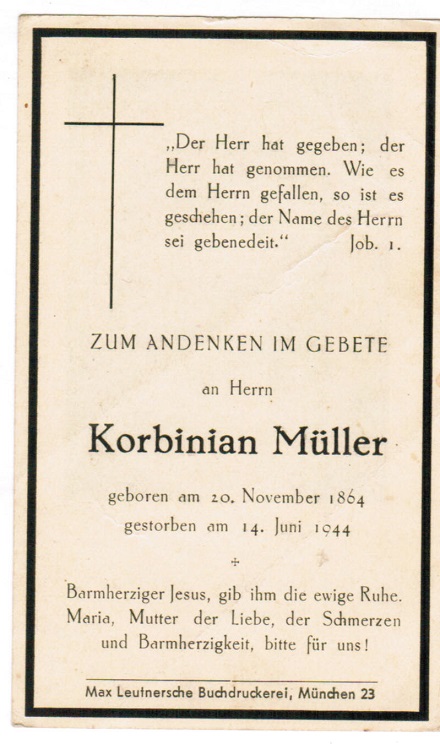 „Der Herr hat gegeben; der
Herr hat genommen. Wie es
dem Herrn gefallen, so ist es
geschehen; der Name des Herrn
sei gebenedeit.“ Job. 1.
ZUM ANDENKEN IM GEBETE
an Herrn
Korbinian Müller
geboren am 20. November 1864
gestorben am 14. Juni 1944
Barmherziger Jesus, gib ihm die ewige Ruhe.
Maria, Mutter der Liebe, der Schmerzen
und Barmherzigkeit, bitte für uns!
Max Leutnersche Buchdruckerei, München 23